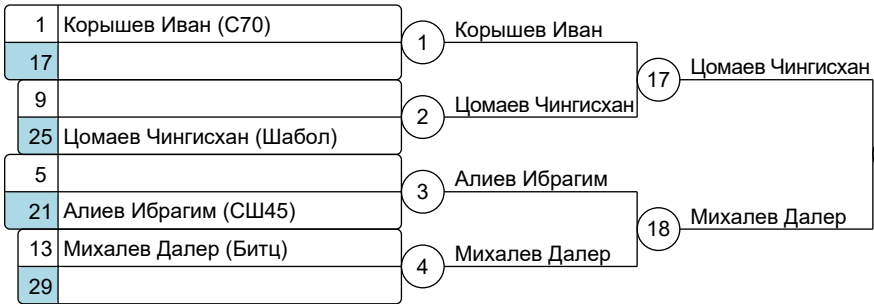 1 Корышев Иван (С70)
17
9
25 Цомаев Чингисхан (Шабол)
5
21 Алиев Ибрагим (СШ45)
13 Михалев Далер (Битц)
29
1 Корышев Иван
2 Цомаев Чингисхан
3 Алиев Ибрагим
4 Михалев Далер
17 Цомаев Чингисхан
18 Михалев Далер